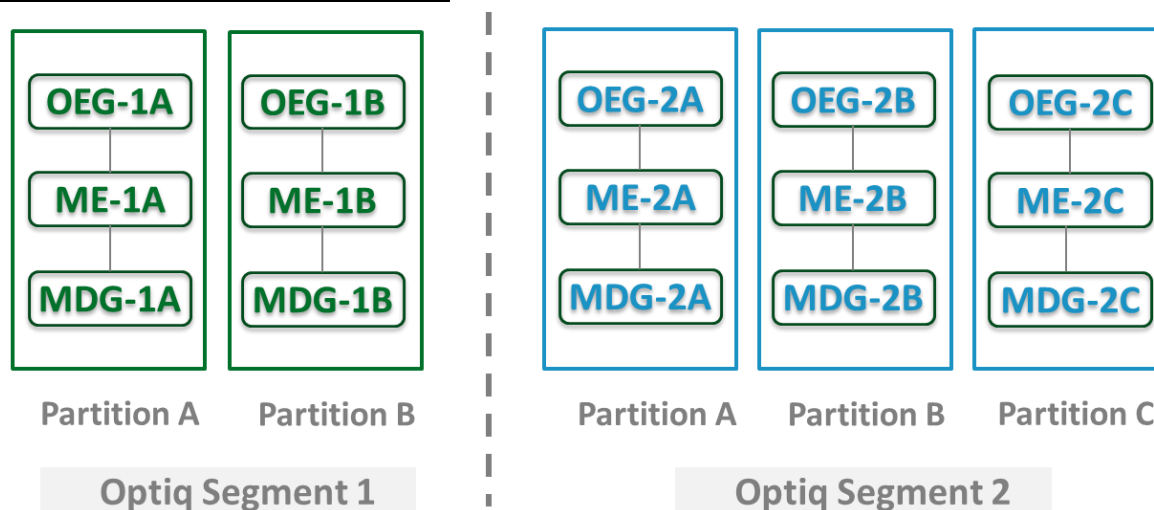 OEG-1A
ME-1A
MDG-1A
Partition A
OEG-1B
ME-1B
MDG-1B
Partition B
Optiq Segment 1
OEG-2A
ME-2A
MDG-2A
Partition A
OEG-2B
ME-2B
MDG-2B
Partition B
OEG-2C
ME-2C
MDG-2C
Partition C
Optiq Segment 2